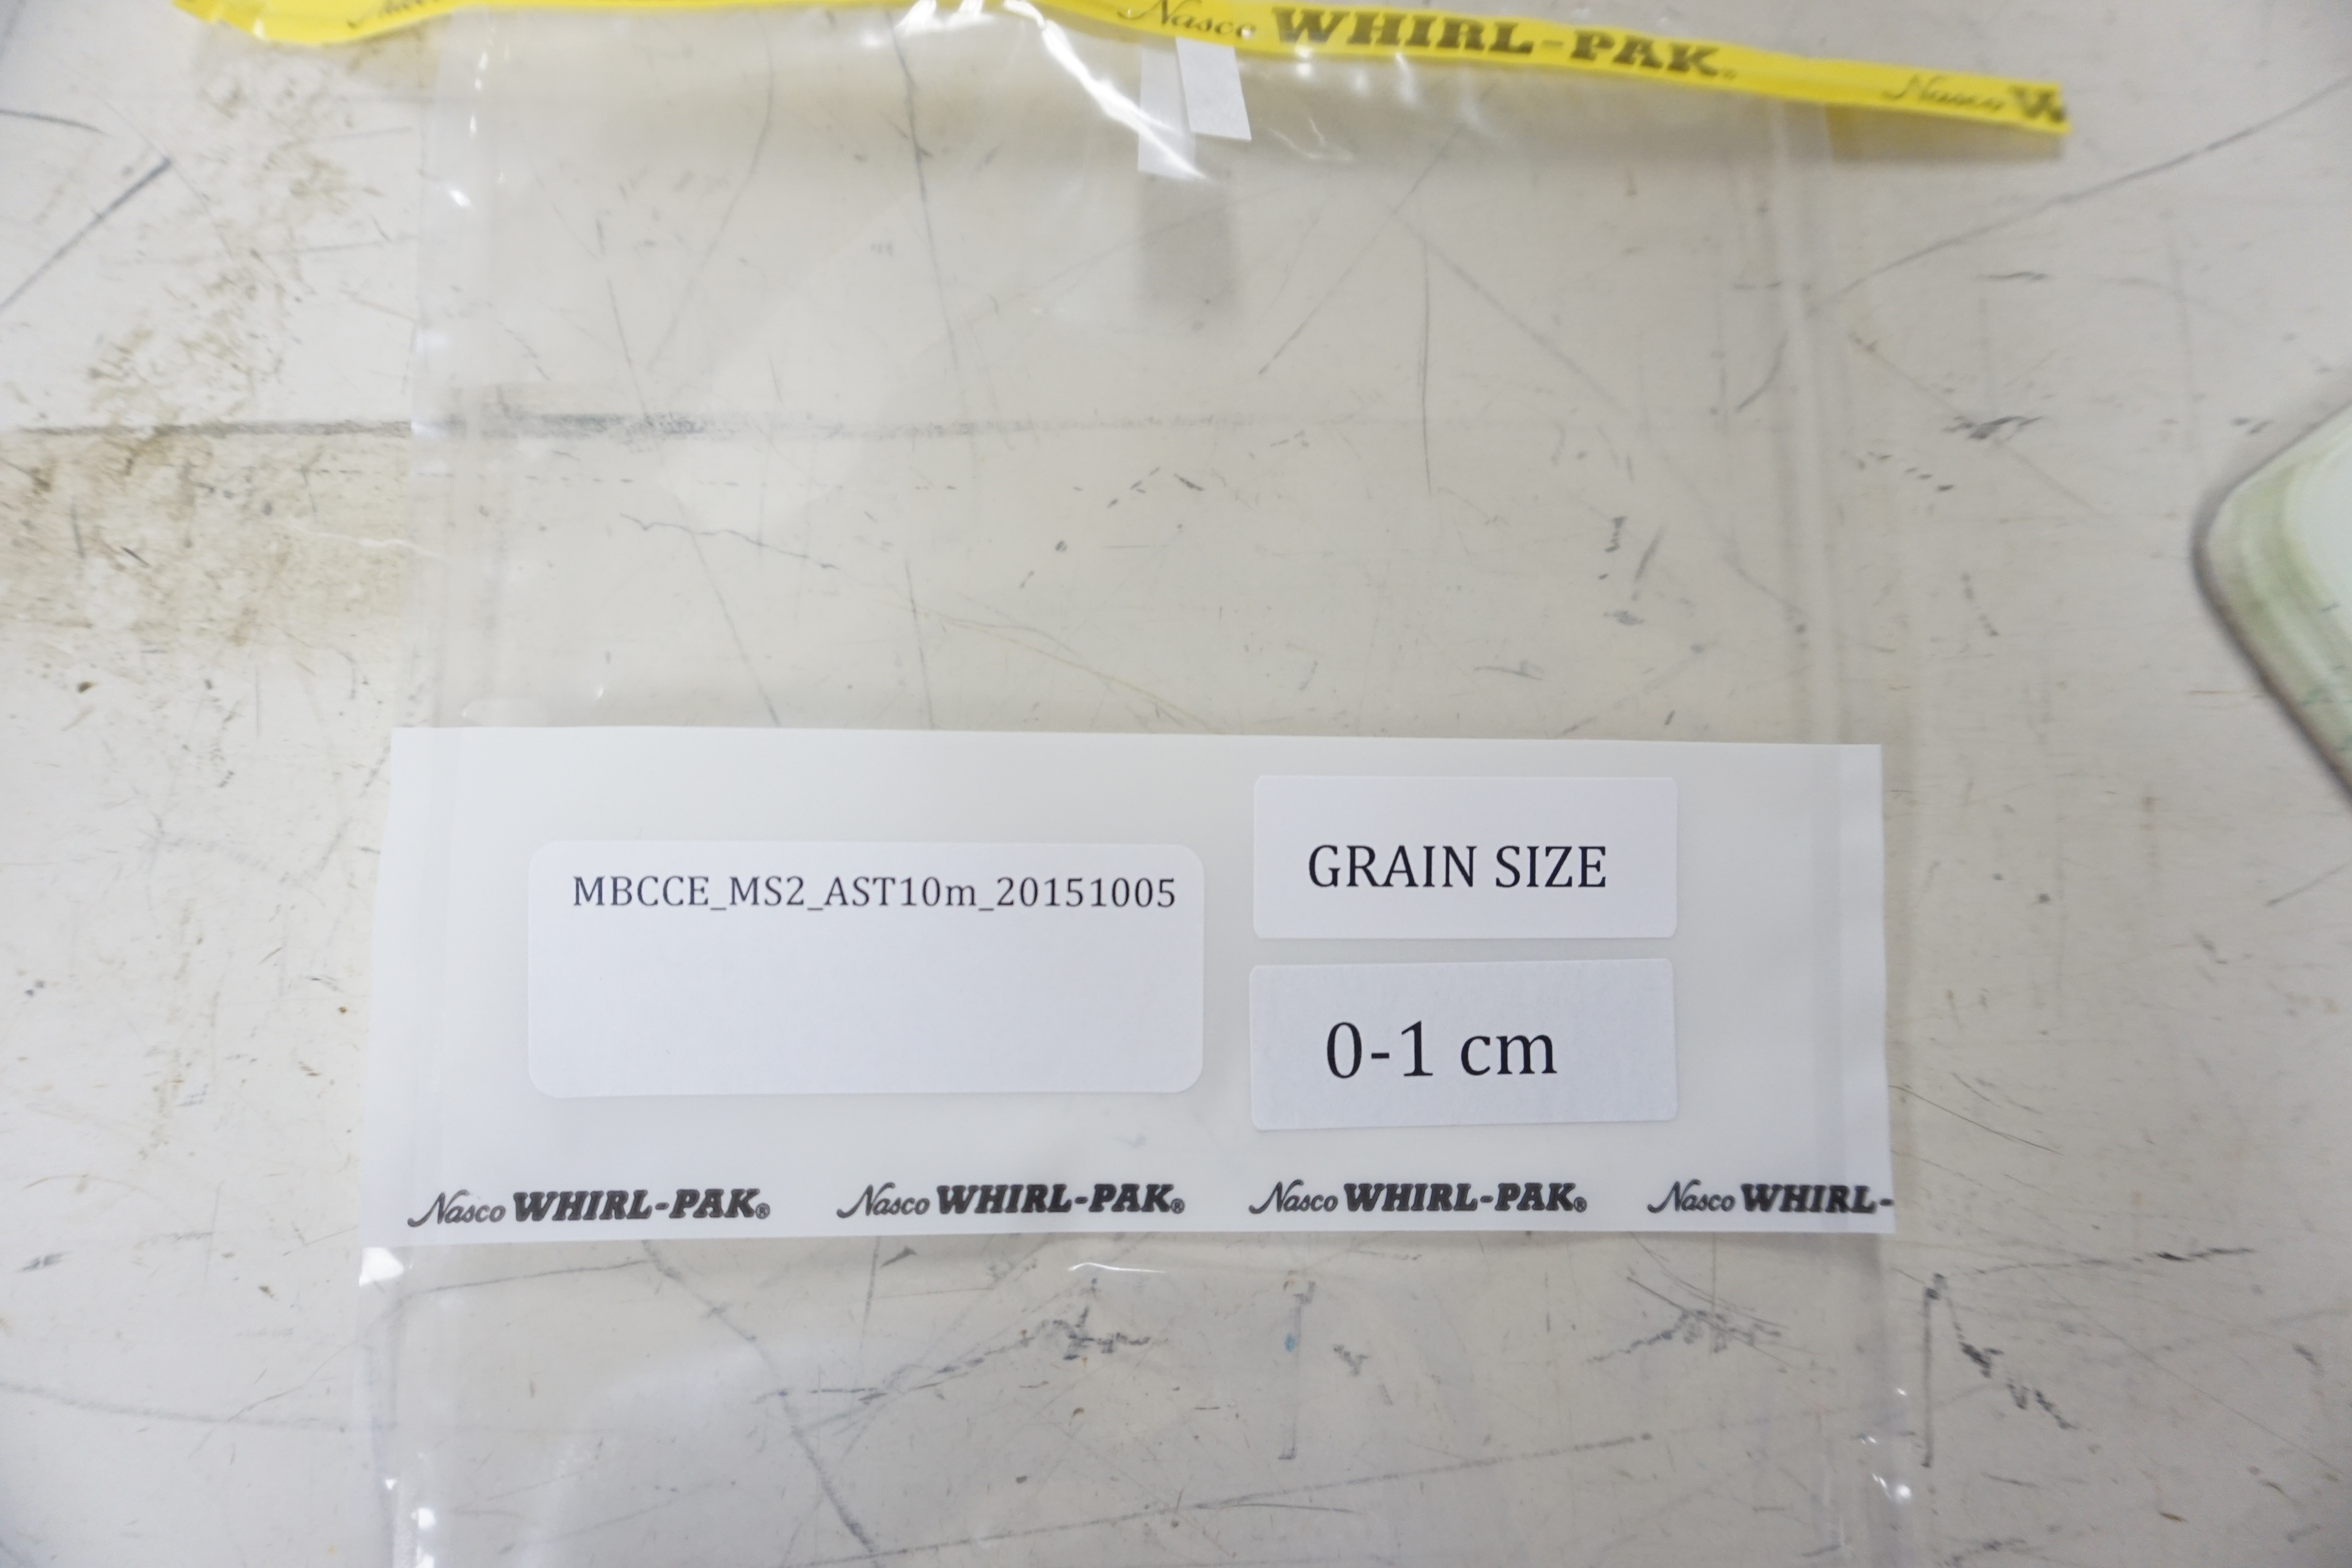 Nasco WHIRL-PAK® Nasco
MBCCE_MS2_AST10m_20151005
GRAIN SIZE
0-1 cm
Nasco WHIRL-PAK® Nasco WHIRL-PAK® Nasco WHIRL-PAK® Nasco WHIRL-